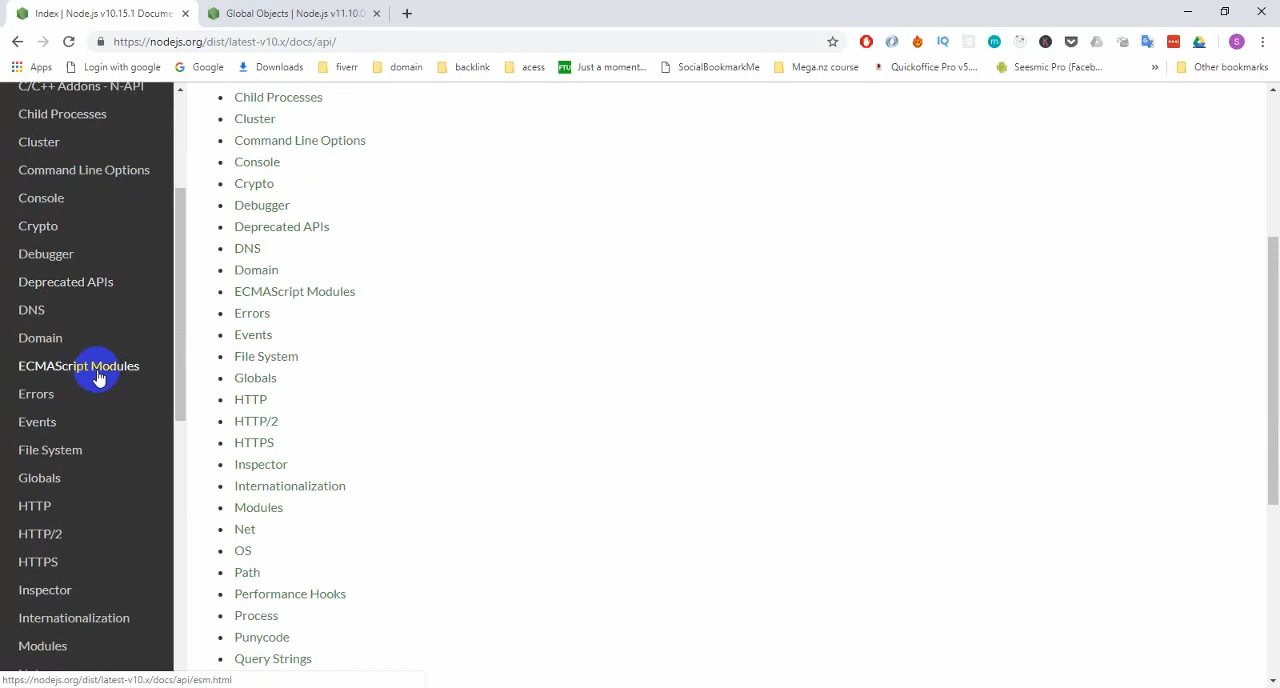 Index | Node.js v10.15.1 Docume
Global Objects | Node.js v11.10.0
https://nodejs.org/dist/latest-v10.x/docs/api/
Apps
Login with google
Google
Downloads
fiverr
domain
backlink
acess
Just a moment...
SocialBookmarkMe
Mega.nz course
Quickoffice Pro v5....
Seesmic Pro (Faceb...
Other bookmarks
C/C++ Addons - N-API
Child Processes
Cluster
Command Line Options
Console
Crypto
Debugger
Deprecated APIs
DNS
Domain
ECMAScript Modules
Errors
Events
File System
Globals
HTTP
HTTP/2
HTTPS
Inspector
Internationalization
Modules
Child Processes
Cluster
Command Line Options
Console
Crypto
Debugger
Deprecated APIs
DNS
Domain
ECMAScript Modules
Errors
Events
File System
Globals
HTTP
HTTP/2
HTTPS
Inspector
Internationalization
Modules
Net
OS
Path
Performance Hooks
Process
Punycode
Query Strings
https://nodejs.org/dist/latest-v10.x/docs/api/esm.html